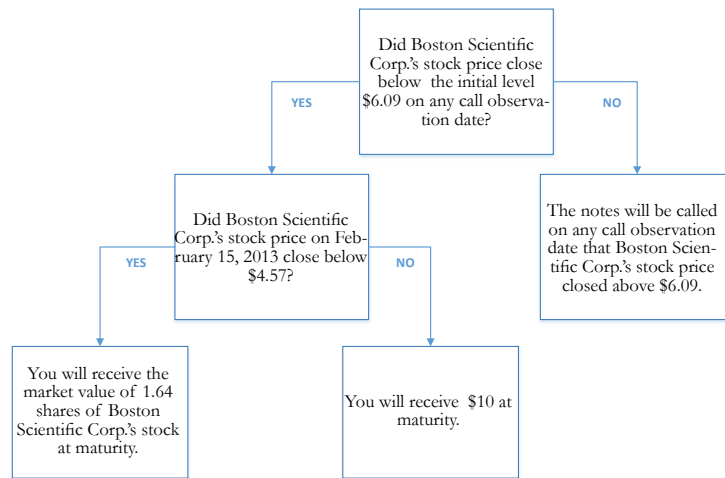 Did Boston Scientific
Corp.'s stock price close
below the initial level
$6.09 on any call observa-
tion date?
YES
NO
Did Boston Scientific
Corp.'s stock price on Feb-
ruary 15, 2013 close below
$4.57?
The notes will be called
on any call observation
date that Boston Scien-
tific Corp.'s stock price
closed above $6.09.
YES
NO
You will receive the
market value of 1.64
shares of Boston
Scientific Corp.'s stock
at maturity.
You will receive $10 at
maturity.